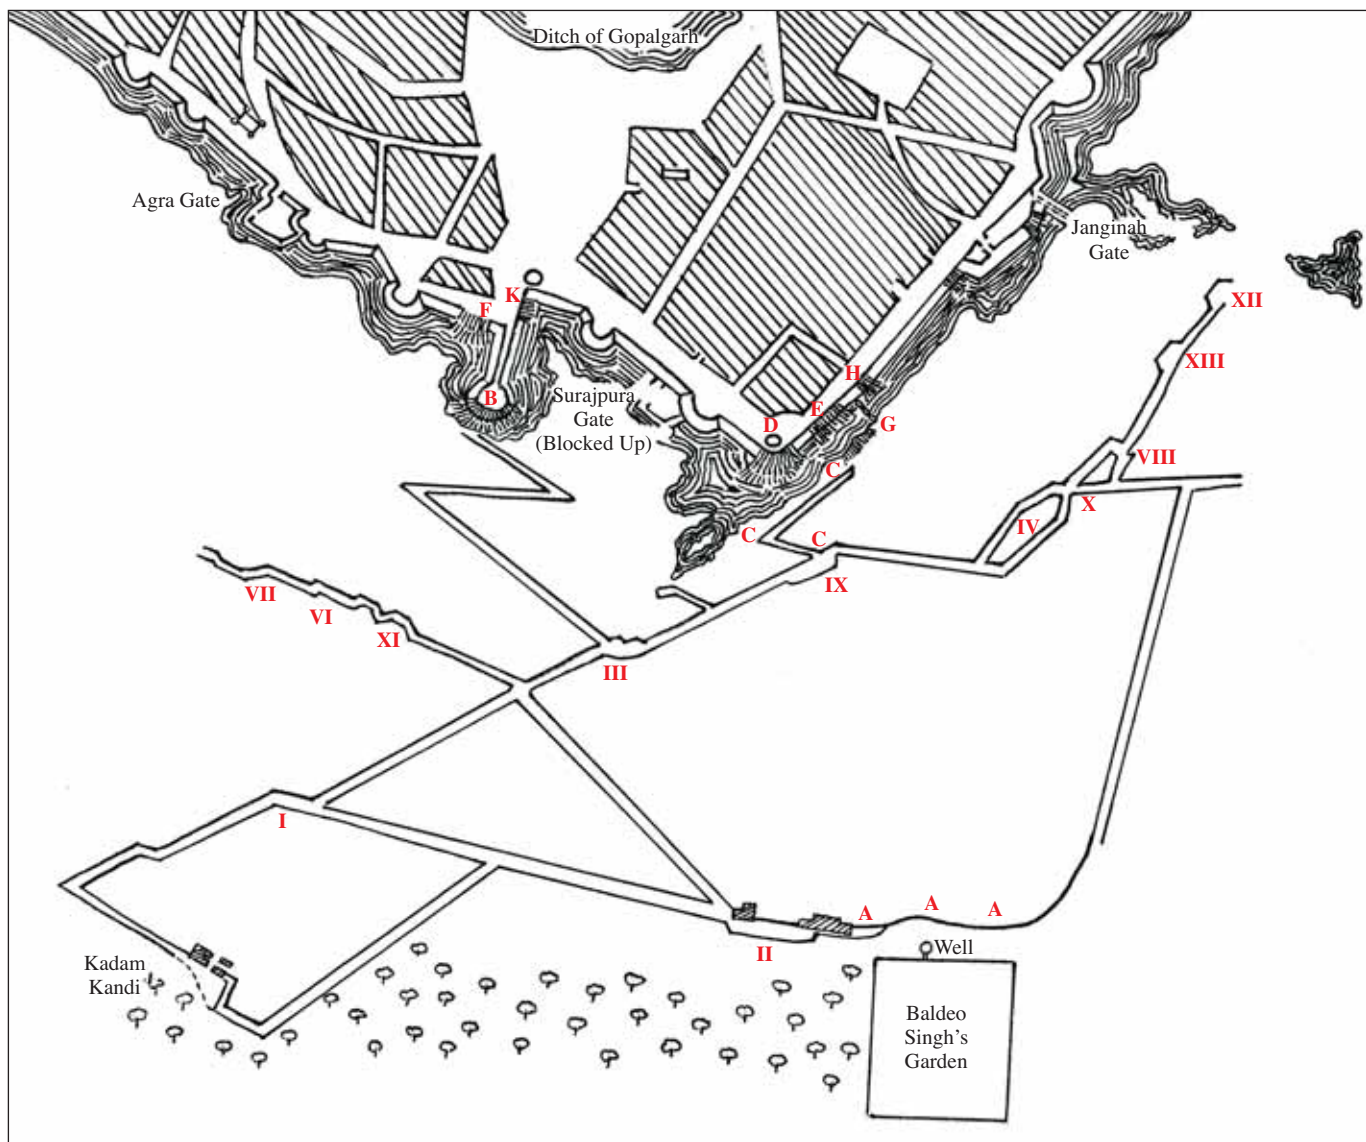 Ditch of Gopalgarh
Agra Gate
Janginah
Gate
K
F
XII
XIII
H
B
Surajpura
Gate
(Blocked Up)
E
D
G
C
VIII
X
IV
C
C
IX
VII
VI
XI
III
I
A
A
A
II
Well
Kadam
Kandi
Baldeo
Singh's
Garden